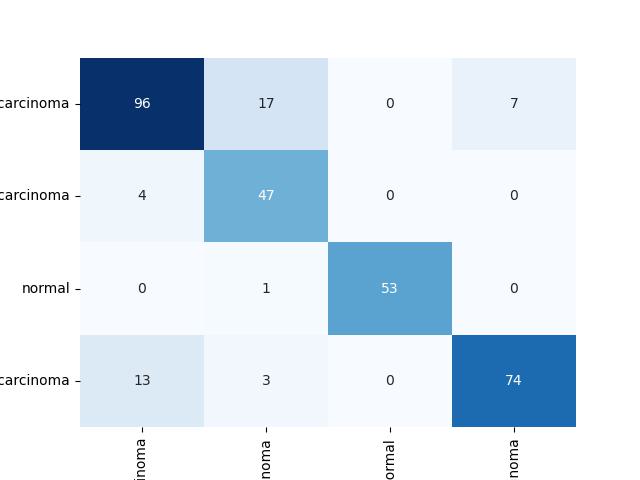 carcinoma 96 17 0 7
carcinoma 4 47 0 0
normal 0 1 53 0
carcinoma 13 3 0 74
inoma noma ormal noma